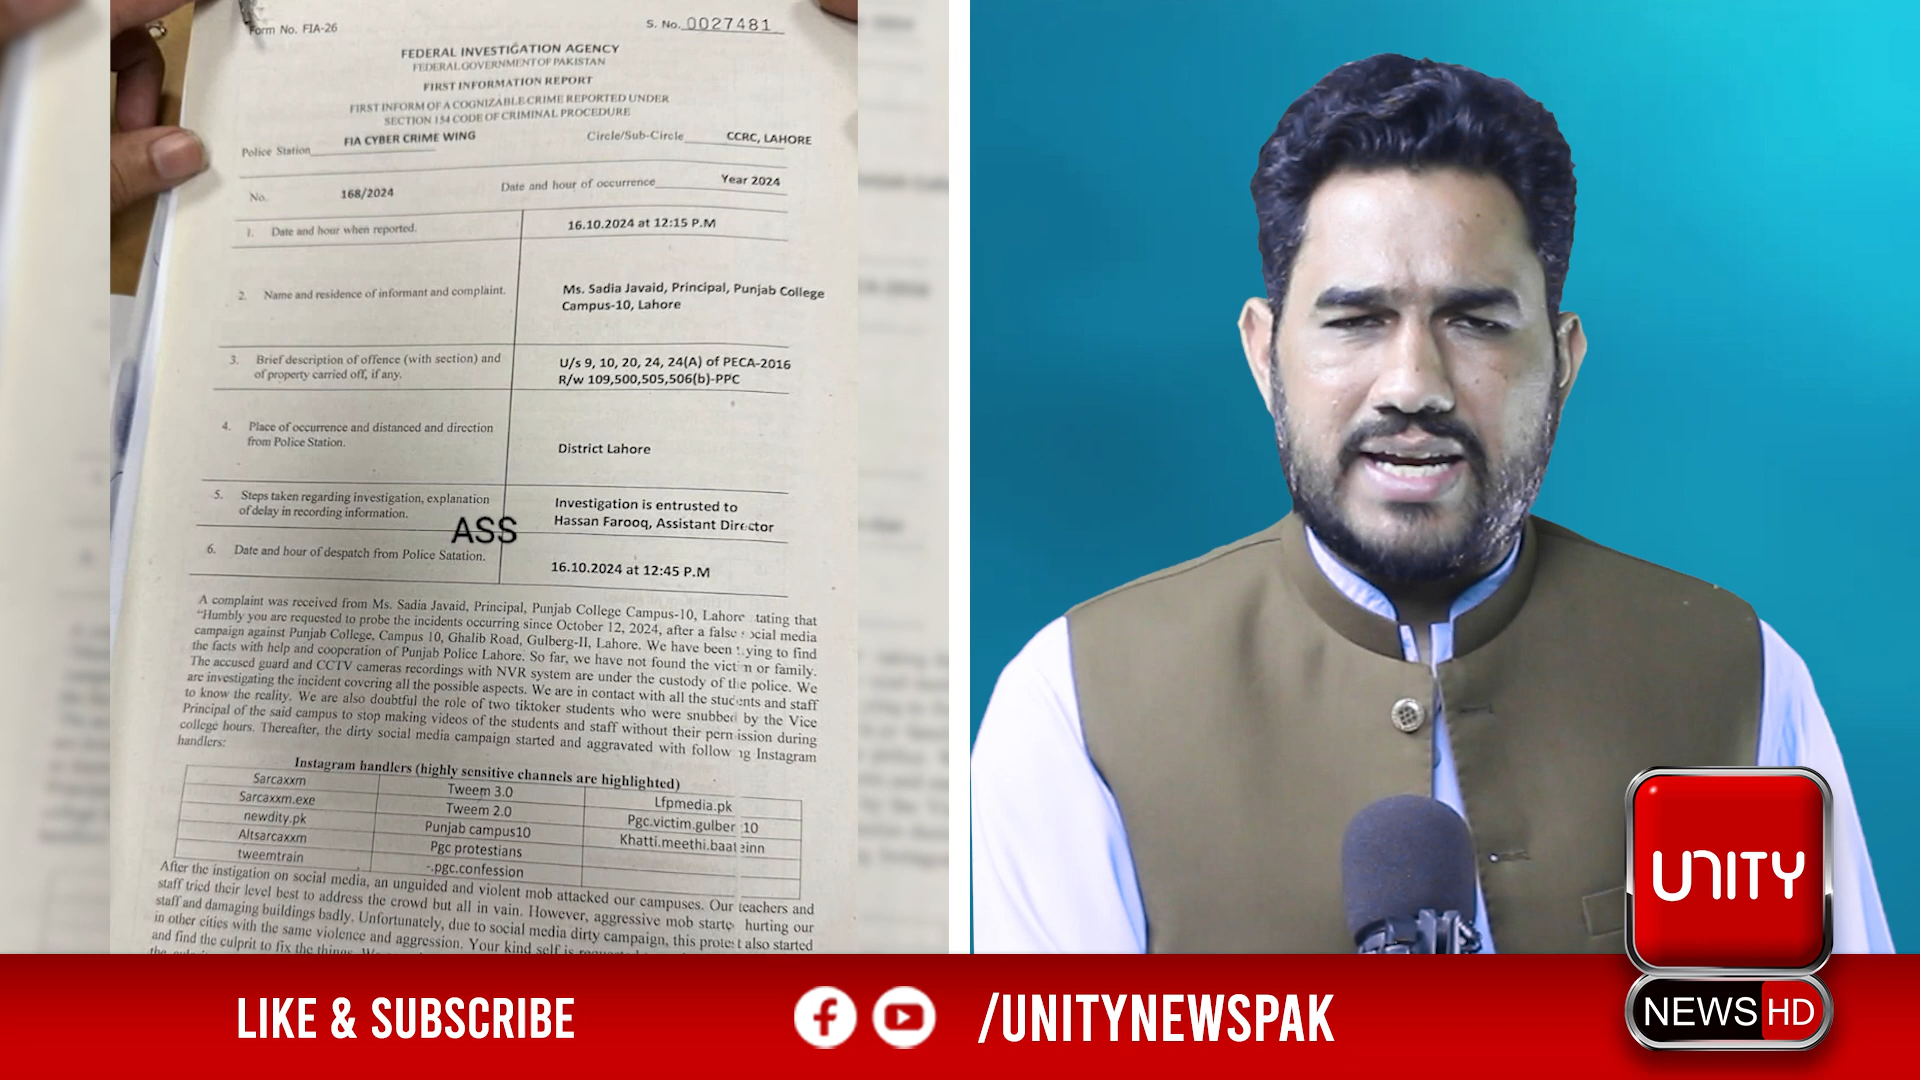 Form No. FIA-26
S. No. 0027481
FEDERAL INVESTIGATION AGENCY
FEDERAL GOVERNMENT OF PAKISTAN
FIRST INFORMATION REPORT
FIRST INFORM OF A COGNIZABLE CRIME REPORTED UNDER
SECTION 154 CODE OF CRIMINAL PROCEDURE
Police Station FIA CYBER CRIME WING Circle/Sub-Circle CCRC, LAHORE
No. 168/2024 Date and hour of occurrence Year 2024
1. Date and hour when reported. 16.10.2024 at 12:15 P.M
2. Name and residence of informant and complaint. Ms. Sadia Javaid, Principal, Punjab College
Campus-10, Lahore
3. Brief description of offence (with section) and U/s 9, 10, 20, 24, 24(A) of PECA-2016
of property carried off, if any. R/w 109,500,505,506(b)-PPC
4. Place of occurrence and distanced and direction
from Police Station. District Lahore
5. Steps taken regarding investigation, explanation Investigation is entrusted to
of delay in recording information. Hassan Farooq, Assistant Director
ASS
6. Date and hour of despatch from Police Satation. 16.10.2024 at 12:45 P.M
A complaint was received from Ms. Sadia Javaid, Principal, Punjab College Campus-10, Lahore tating that
"Humbly you are requested to probe the incidents occurring since October 12, 2024, after a false social media
campaign against Punjab College, Campus 10, Ghalib Road, Gulberg-II, Lahore. We have been trying to find
the facts with help and cooperation of Punjab Police Lahore. So far, we have not found the victim or family.
The accused guard and CCTV cameras recordings with NVR system are under the custody of the police. We
are investigating the incident covering all the possible aspects. We are in contact with all the students and staff
to know the reality. We are also doubtful the role of two tiktoker students who were snubbed by the Vice
Principal of the said campus to stop making videos of the students and staff without their permission during
college hours. Thereafter, the dirty social media campaign started and aggravated with following Instagram
handlers:
Instagram handlers (highly sensitive channels are highlighted)
Sarcaxxm Tweem 3.0 Lfpmedia.pk
Sarcaxxm.exe Tweem 2.0 Pgc.victim.gulber 10
newdity.pk Punjab campus10 Khatti.meethi.baateinn
Altsarcaxxm Pgc protestians
tweemtrain -.pgc.confession
After the instigation on social media, an unguided and violent mob attacked our campuses. Our teachers and
staff tried their level best to address the crowd but all in vain. However, aggressive mob starte hurting our
staff and damaging buildings badly. Unfortunately, due to social media dirty campaign, this protest also started
in other cities with the same violence and aggression. Your kind self is requested
and find the culprit to fix the things.
LIKE & SUBSCRIBE
/UNITYNEWSPAK
UNITY
NEWS HD